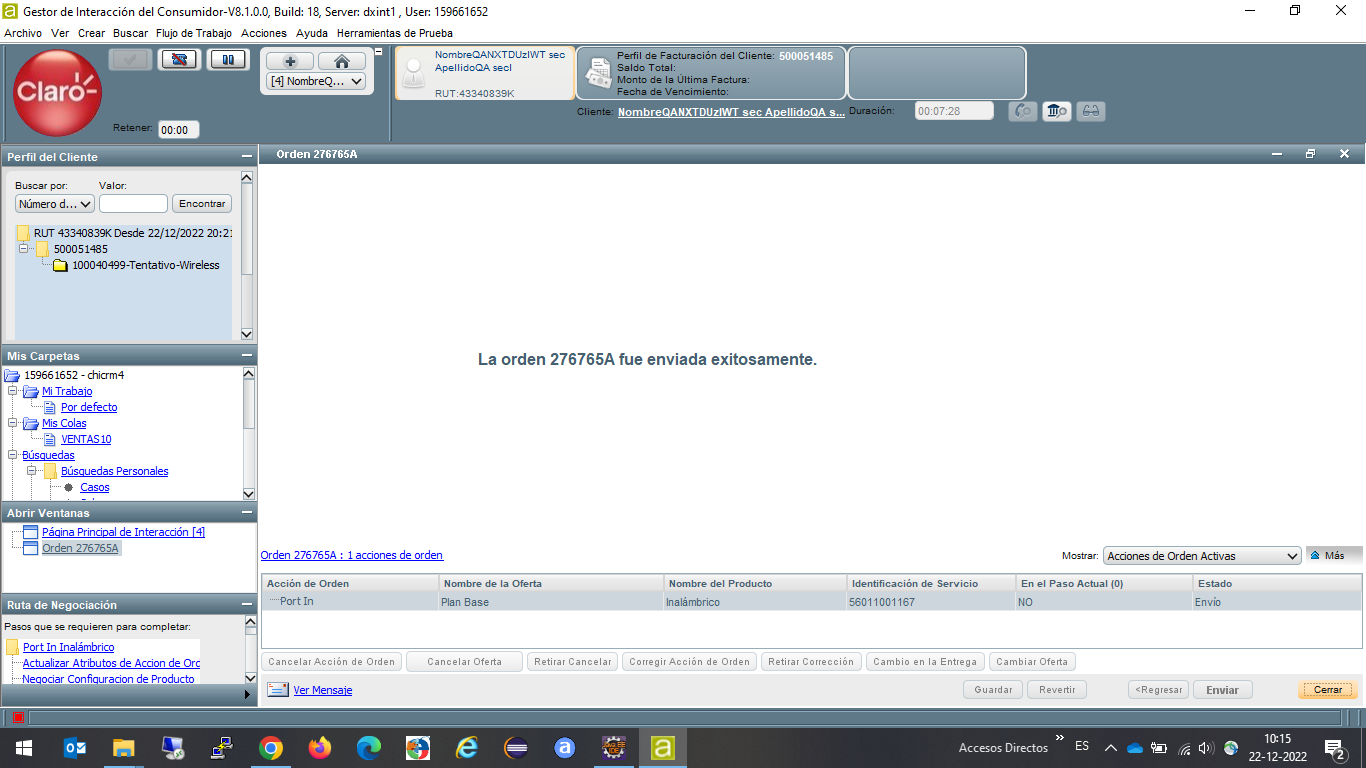 Gestor de Interacción del Consumidor-V8.1.0.0, Build: 18, Server: dxint1 , User: 159661652
Archivo Ver Crear Buscar Flujo de Trabajo Acciones Ayuda Herramientas de Prueba
Claro
Retener: 00:00
[4] NombreQ...
NombreQANXTDUzIWT sec
ApellidoQA secI
RUT:43340839K
Perfil de Facturación del Cliente: 500051485
Saldo Total:
Monto de la Última Factura:
Fecha de Vencimiento:
Cliente: NombreQANXTDUzIWT sec ApellidoQA s... Duración: 00:07:28
Perfil del Cliente
Buscar por: Valor:
Número d... Encontrar
RUT 43340839K Desde 22/12/2022 20:21
500051485
100040499-Tentativo-Wireless
Mis Carpetas
159661652 - chicrm4
Mi Trabajo
Por defecto
Mis Colas
VENTAS10
Búsquedas
Búsquedas Personales
Casos
Abrir Ventanas
Página Principal de Interacción [4]
Orden 276765A
Ruta de Negociación
Pasos que se requieren para completar:
Port In Inalámbrico
Actualizar Atributos de Accion de Ord
Negociar Configuracion de Producto
Orden 276765A
La orden 276765A fue enviada exitosamente.
Orden 276765A : 1 acciones de orden
Mostrar: Acciones de Orden Activas Más
Acción de Orden Nombre de la Oferta Nombre del Producto Identificación de Servicio En el Paso Actual (0) Estado
Port In Plan Base Inalámbrico 56011001167 NO Envío
Cancelar Acción de Orden Cancelar Oferta Retirar Cancelar Corregir Acción de Orden Retirar Corrección Cambio en la Entrega Cambiar Oferta
Ver Mensaje Guardar Revertir <Regresar Enviar Cerrar
Accesos Directos ES 10:15
22-12-2022 2